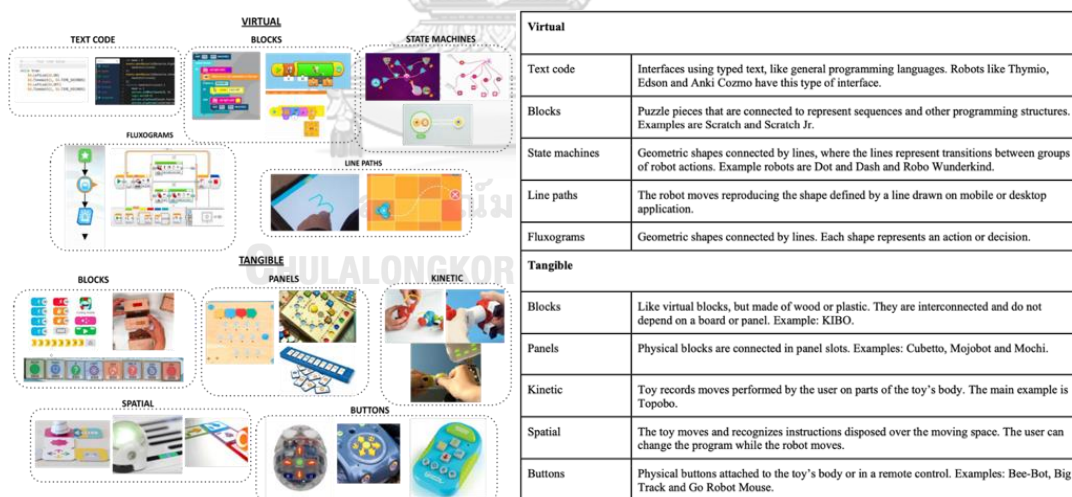 VIRTUAL
TEXT CODE
BLOCKS
STATE MACHINES
FLUXOGRAMS
LINE PATHS
TANGIBLE
BLOCKS
PANELS
KINETIC
SPATIAL
BUTTONS
CHULALONGKOR
Virtual
Text code
Interfaces using typed text, like general programming languages. Robots like Thymio,
Edson and Anki Cozmo have this type of interface.
Blocks
Puzzle pieces that are connected to represent sequences and other programming structures.
Examples are Scratch and Scratch Jr.
State machines
Geometric shapes connected by lines, where the lines represent transitions between groups
of robot actions. Example robots are Dot and Dash and Robo Wunderkind.
Line paths
The robot moves reproducing the shape defined by a line drawn on mobile or desktop
application.
Fluxograms
Geometric shapes connected by lines. Each shape represents an action or decision.
Tangible
Blocks
Like virtual blocks, but made of wood or plastic. They are interconnected and do not
depend on a board or panel. Example: KIBO.
Panels
Physical blocks are connected in panel slots. Examples: Cubetto, Mojobot and Mochi.
Kinetic
Toy records moves performed by the user on parts of the toy's body. The main example is
Topobo.
Spatial
The toy moves and recognizes instructions disposed over the moving space. The user can
change the program while the robot moves.
Buttons
Physical buttons attached to the toy's body or in a remote control. Examples: Bee-Bot, Big
Track and Go Robot Mouse.